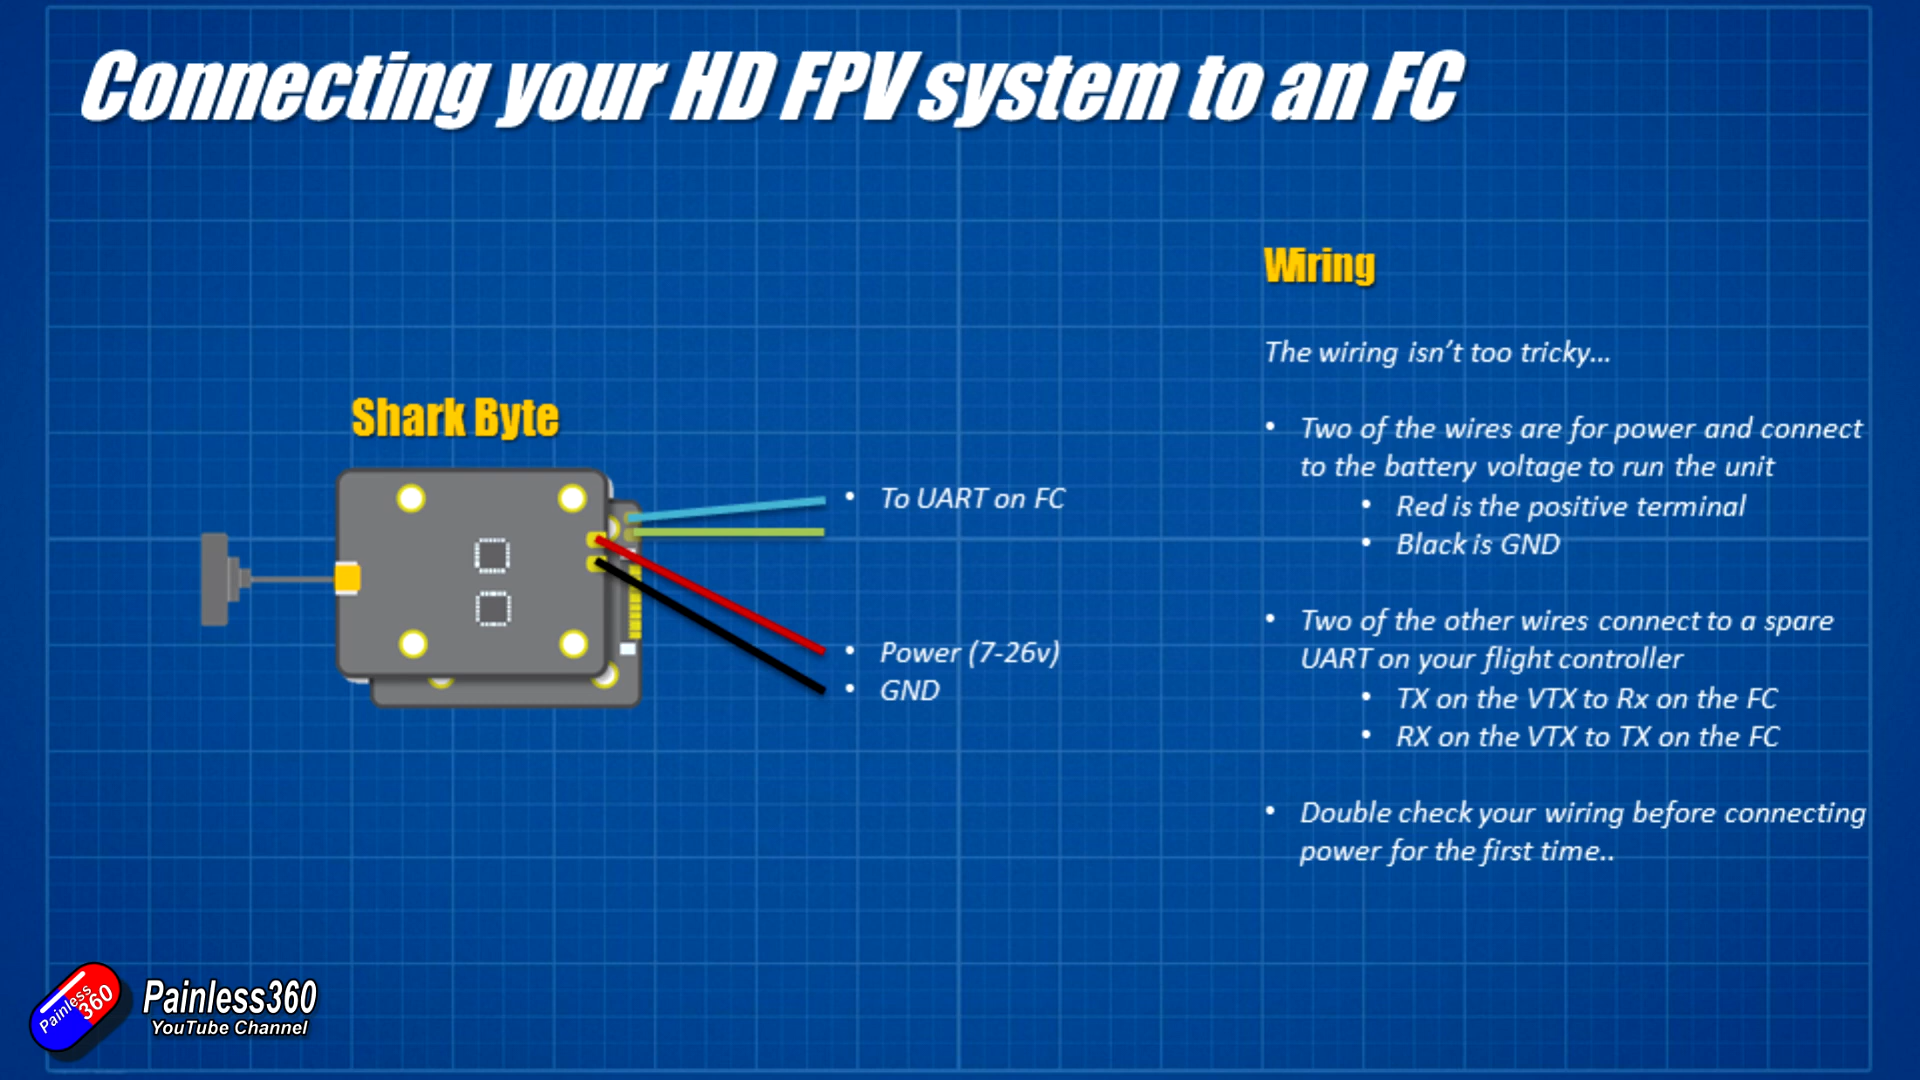 Connecting your HD FPV system to an FC
Shark Byte
• To UART on FC
• Power (7-26v)
• GND
Wiring
The wiring isn't too tricky...
• Two of the wires are for power and connect
to the battery voltage to run the unit
• Red is the positive terminal
• Black is GND
• Two of the other wires connect to a spare
UART on your flight controller
• TX on the VTX to Rx on the FC
• RX on the VTX to TX on the FC
• Double check your wiring before connecting
power for the first time..
Painless
360
Painless360
YouTube Channel